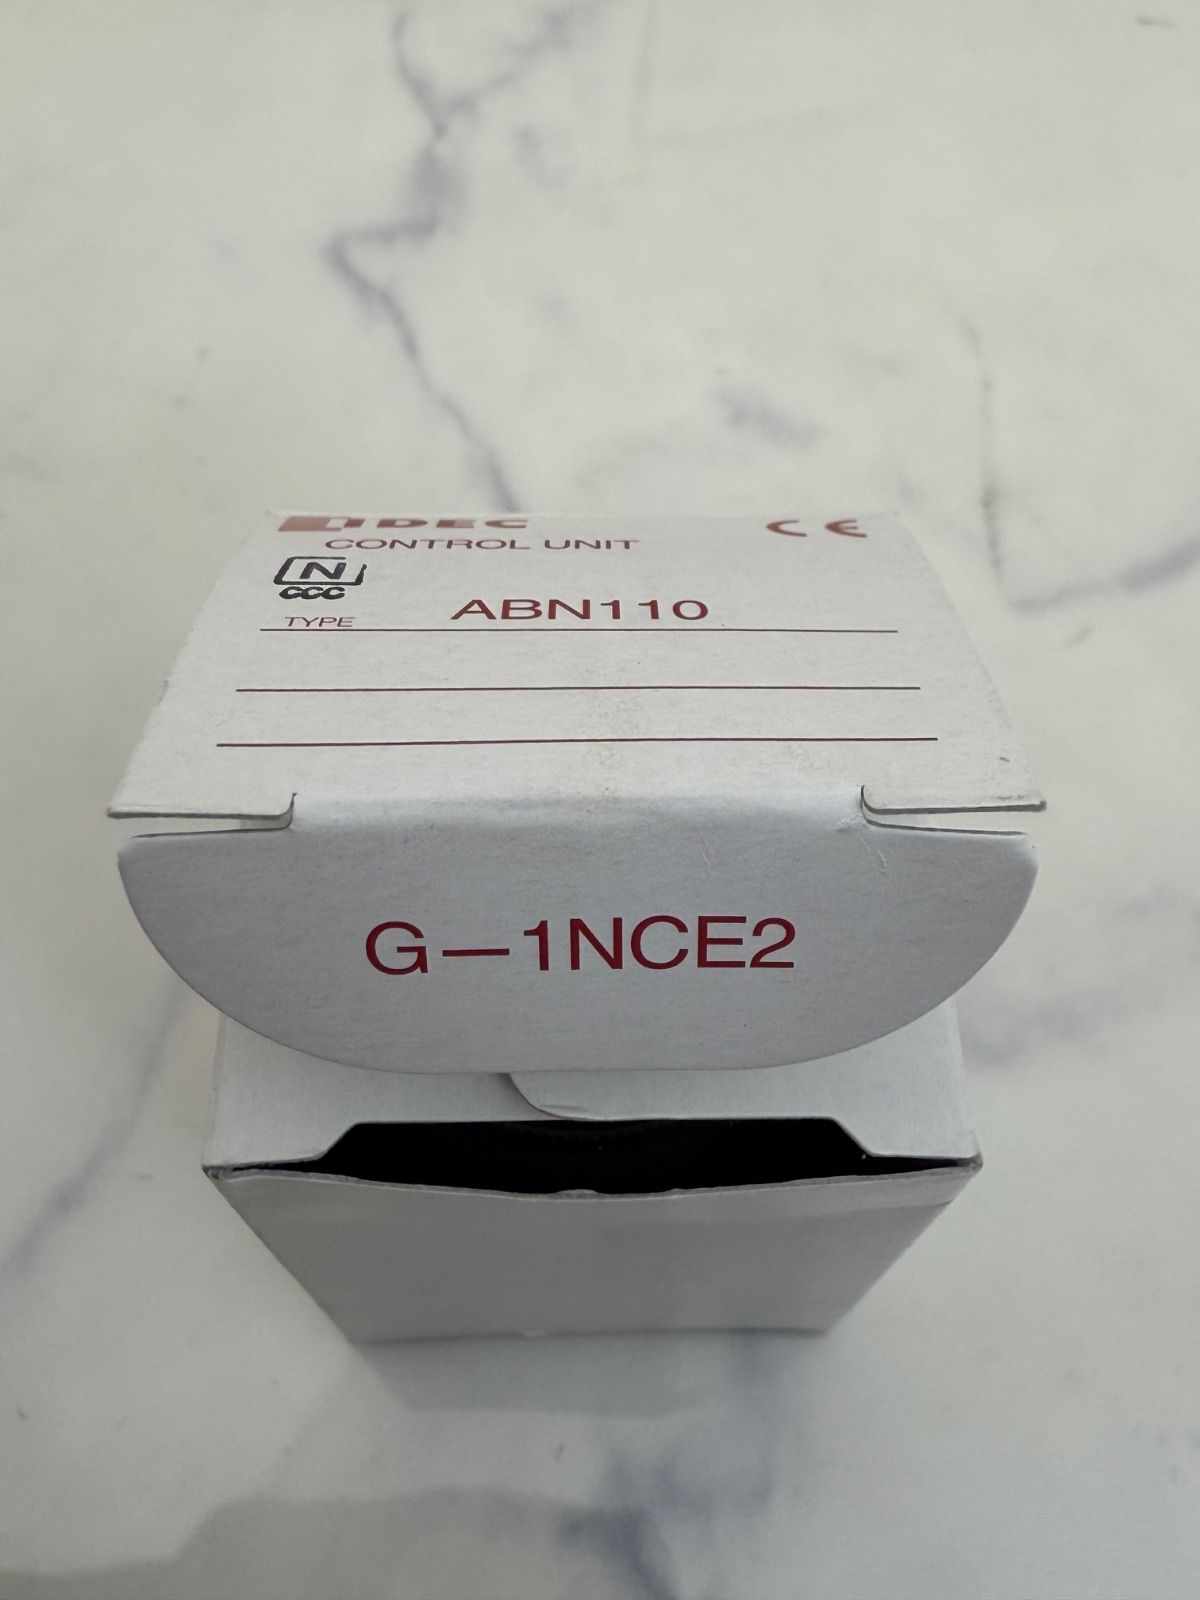 IDEC
CE
CONTROL UNIT
N
CCC
TYPE ABN110
G—1NCE2